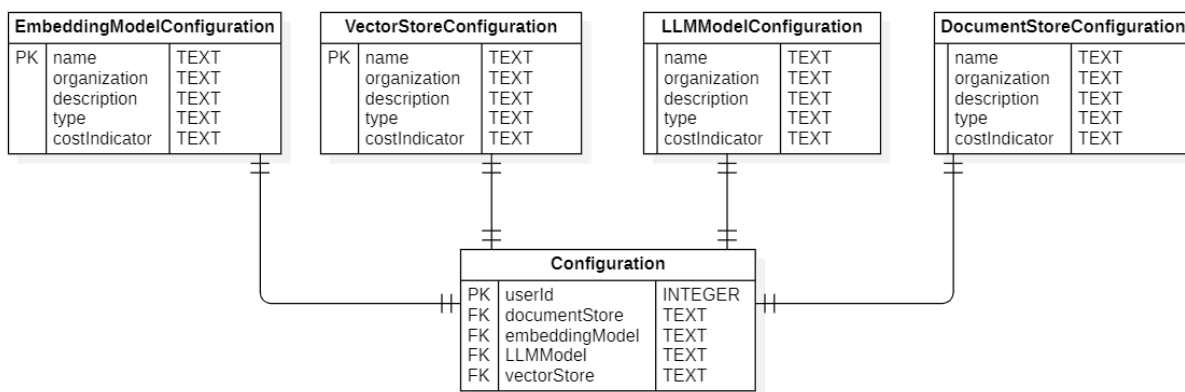 EmbeddingModelConfiguration
PK name TEXT
organization TEXT
description TEXT
type TEXT
costIndicator TEXT
VectorStoreConfiguration
PK name TEXT
organization TEXT
description TEXT
type TEXT
costIndicator TEXT
LLMModelConfiguration
name TEXT
organization TEXT
description TEXT
type TEXT
costIndicator TEXT
DocumentStoreConfiguration
name TEXT
organization TEXT
description TEXT
type TEXT
costIndicator TEXT
Configuration
PK userId INTEGER
FK documentStore TEXT
FK embeddingModel TEXT
FK LLMModel TEXT
FK vectorStore TEXT